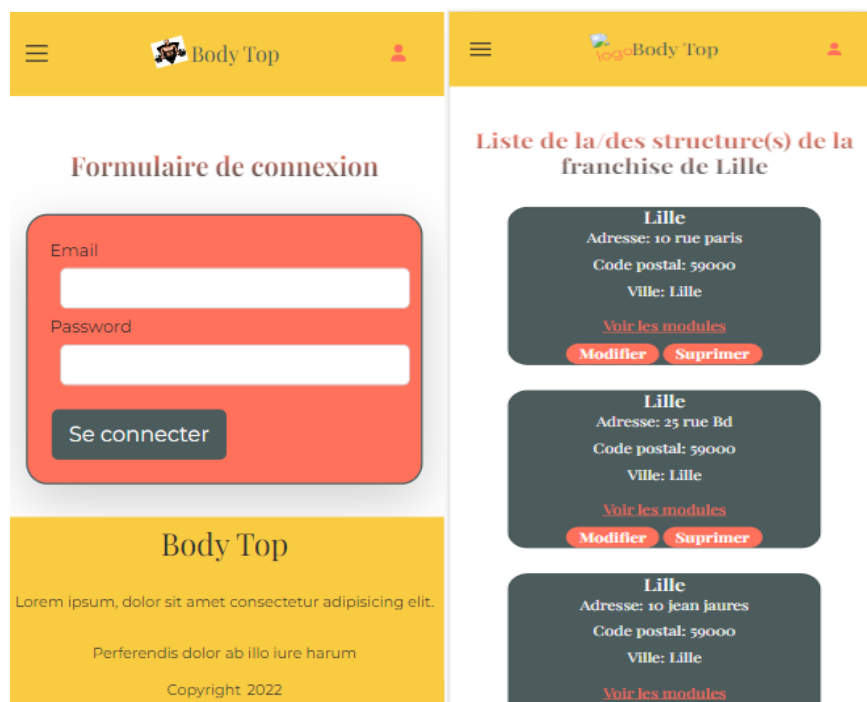 Body Top
Formulaire de connexion
Email
Password
Se connecter
Body Top
Lorem ipsum, dolor sit amet consectetur adipisicing elit.
Perferendis dolor ab illo iure harum
Copyright 2022
logo Body Top
Liste de la/des structure(s) de la
franchise de Lille
Lille
Adresse: 10 rue paris
Code postal: 59000
Ville: Lille
Voir les modules
Modifier Suprimer
Lille
Adresse: 25 rue Bd
Code postal: 59000
Ville: Lille
Voir les modules
Modifier Suprimer
Lille
Adresse: 10 jean jaures
Code postal: 59000
Ville: Lille
Voir les modules